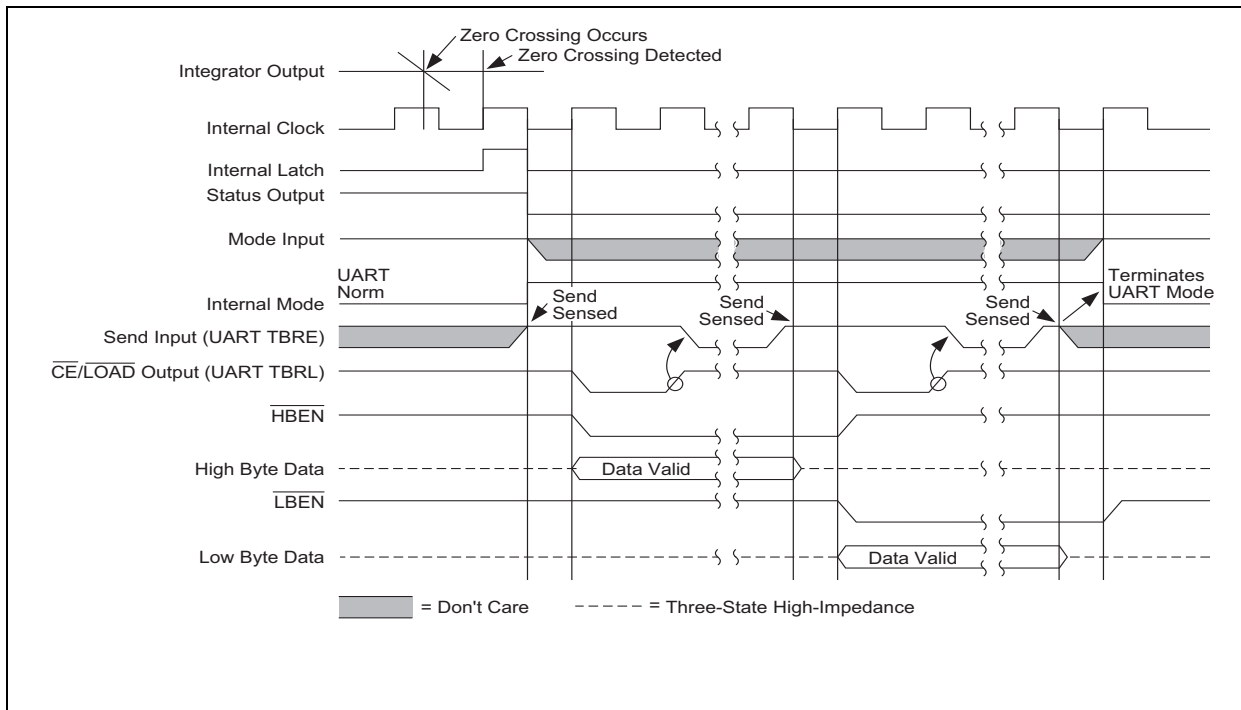 Zero Crossing Occurs
Zero Crossing Detected
Integrator Output
Internal Clock
Internal Latch
Status Output
Mode Input
UART
Norm
Internal Mode
Send
Sensed
Send
Sensed
Send
Sensed
Terminates
UART Mode
Send Input (UART TBRE)
CE/LOAD Output (UART TBRL)
HBEN
High Byte Data
Data Valid
LBEN
Low Byte Data
Data Valid
= Don't Care
= Three-State High-Impedance